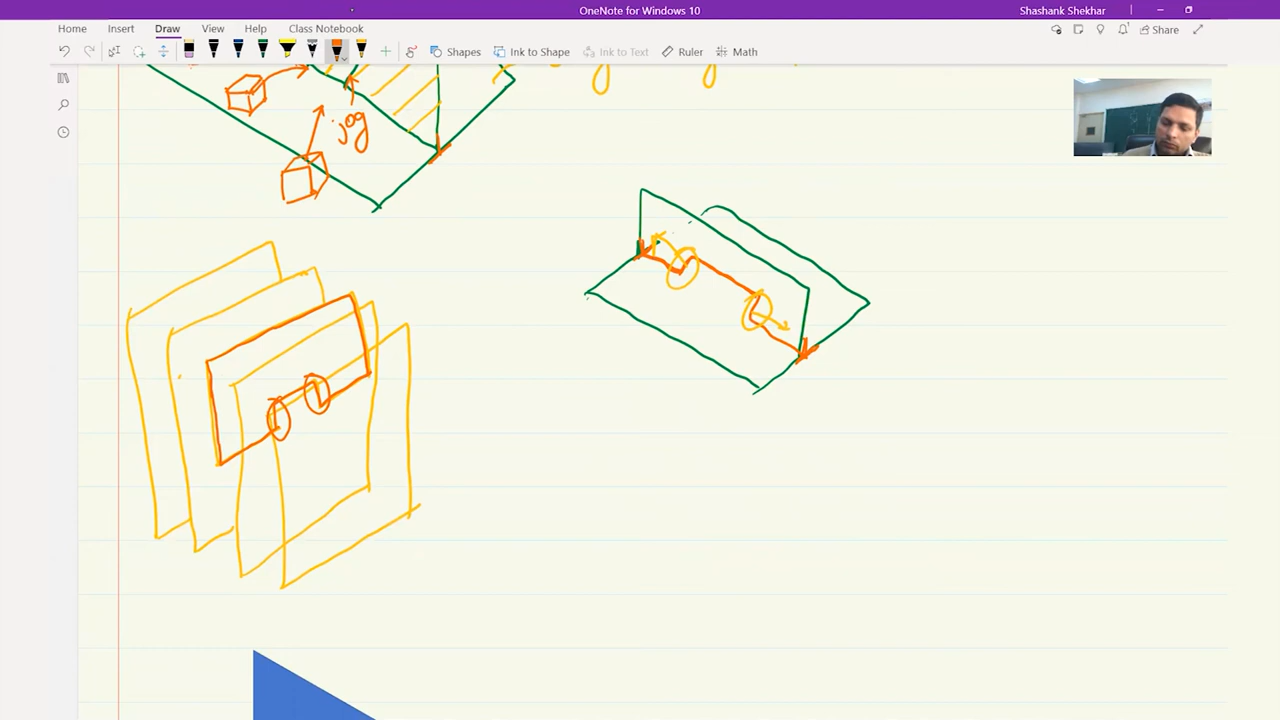 OneNote for Windows 10
Shashank Shekhar
Home Insert Draw View Help Class Notebook
Share
Shapes Ink to Shape Ink to Text Ruler Math
jog